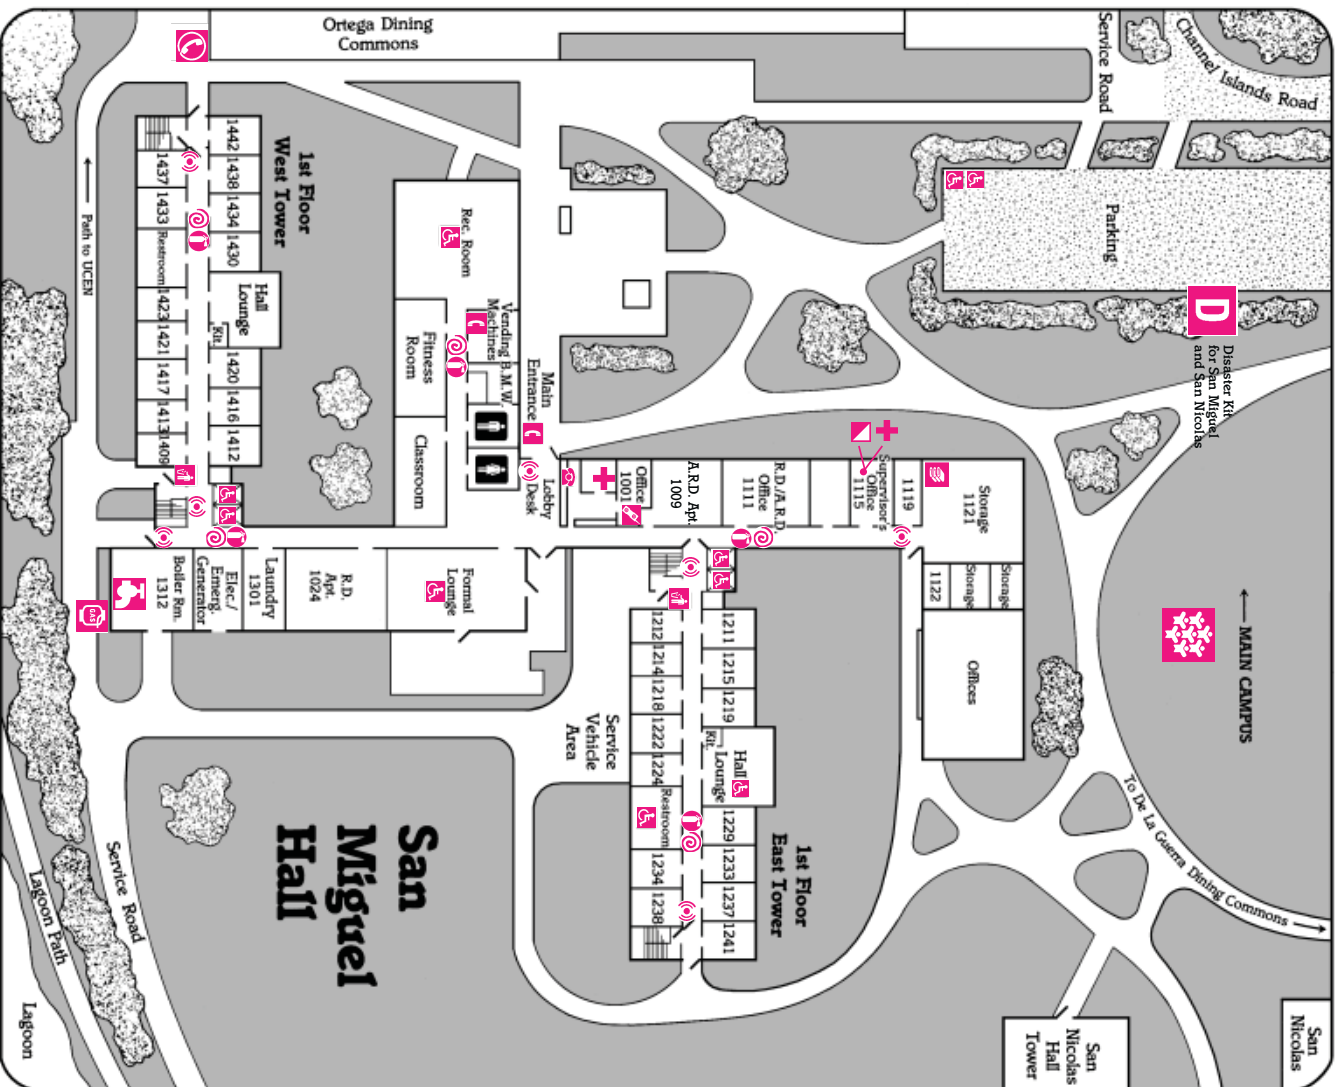 Ortega Dining
Commons
Service Road
Channel Islands Road
Parking
D
Disaster Kit
for San Miguel
and San Nicolas
← MAIN CAMPUS
To De La Guerra Dining Commons →
San
Nicolas
San
Nicolas
Hall
Tower
1st Floor
West Tower
1442
1438
1434
1430
Hall
Lounge
Kit.
1420
1416
1412
1437
1433
Restroom
1423
1421
1417
1413
1409
← Path to UCEN
Rec. Room
Vending
Machines
B.M.
W.
Fitness
Room
Classroom
Main
Entrance
Lobby
Desk
Office
1001
A.R.D. Apt.
1009
R.D./A.R.D.
Office
1111
Supervisor's
Office
1115
1119
Storage
1121
1122
Storage
Storage
Offices
Boiler Rm.
1312
GAS
Elec./
Emerg.
Generator
Laundry
1301
R.D.
Apt.
1024
Formal
Lounge
1st Floor
East Tower
1211
1215
1219
Kit.
Hall
Lounge
1229
1233
1237
1241
1212
1214
1218
1222
1224
Restroom
1234
1238
Service
Vehicle
Area
San
Miguel
Hall
Service Road
Lagoon Path
Lagoon